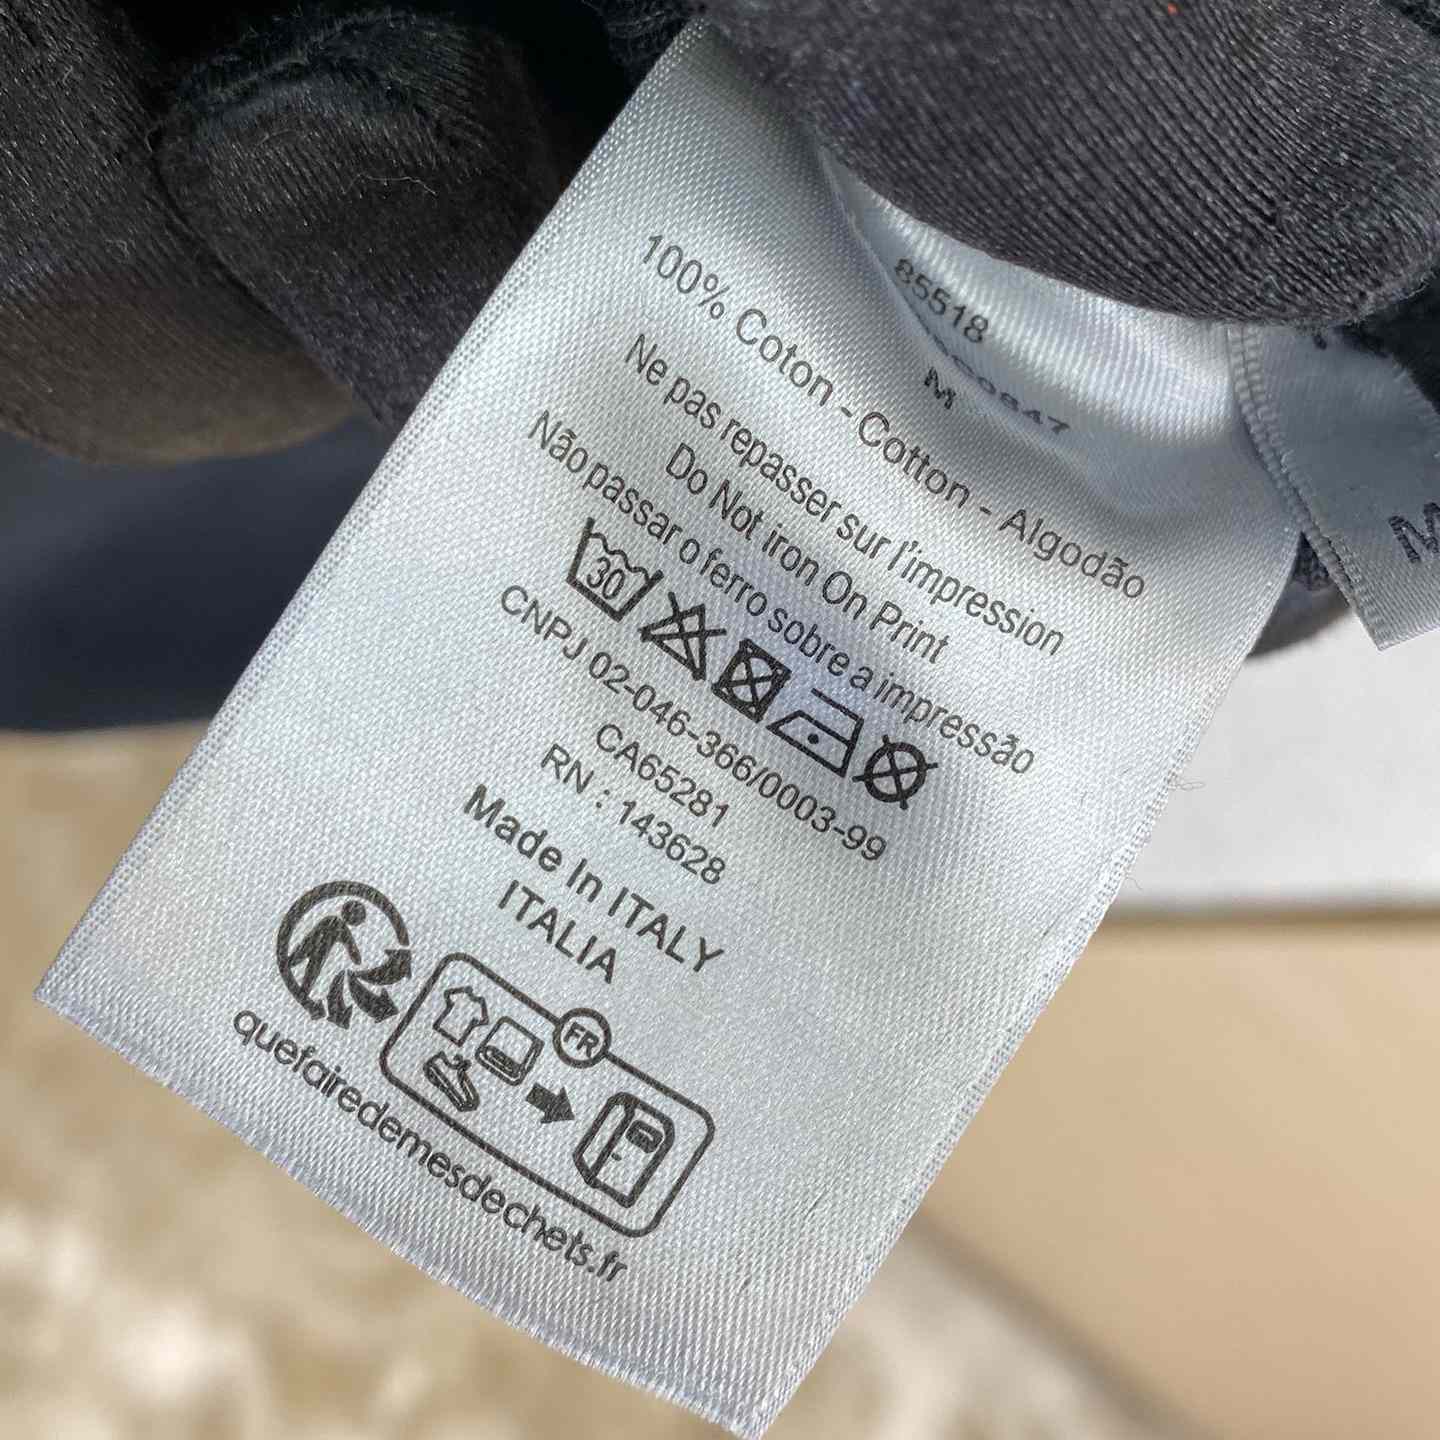 85518
M
100% Coton - Cotton - Algodão
Ne pas repasser sur l'impression
Do Not iron On Print
Não passar o ferro sobre a impressão
30
CNPJ 02-046-366/0003-99
CA65281
RN : 143628
Made In ITALY
ITALIA
FR
quefairedemesdechets.fr
M